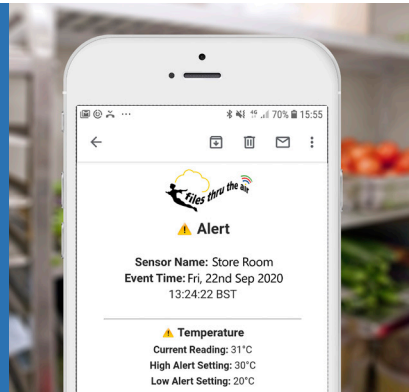 ... 4G 70% 15:55
files thru the air
Alert
Sensor Name: Store Room
Event Time: Fri, 22nd Sep 2020
13:24:22 BST
Temperature
Current Reading: 31°C
High Alert Setting: 30°C
Low Alert Setting: 20°C